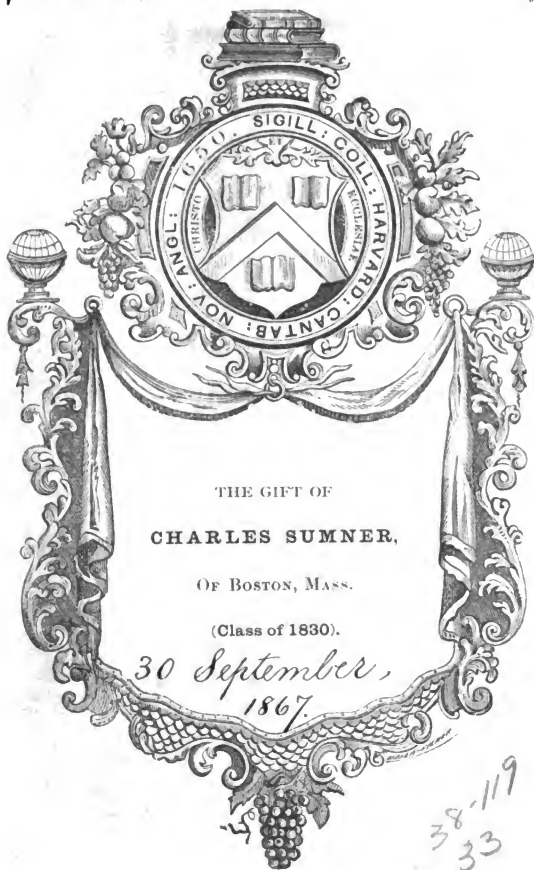 SIGILL: COLL: HARVARD: CANTAB: NOV: ANGL: 1650.
ET
CHRISTO
ECCLESIAE
THE GIFT OF
CHARLES SUMNER,
OF BOSTON, MASS.
(Class of 1830).
30 September,
1867.
38-119
33